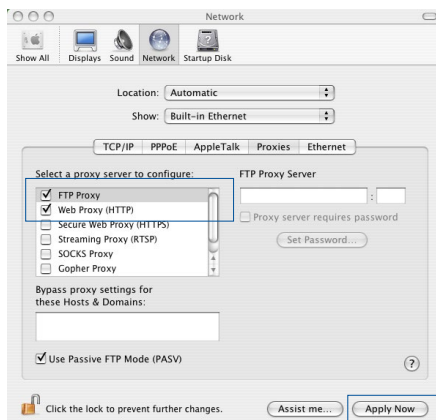 Network
Show All Displays Sound Network Startup Disk
Location: Automatic
Show: Built-in Ethernet
TCP/IP PPPoE AppleTalk Proxies Ethernet
Select a proxy server to configure:
FTP Proxy
Web Proxy (HTTP)
Secure Web Proxy (HTTPS)
Streaming Proxy (RTSP)
SOCKS Proxy
Gopher Proxy
FTP Proxy Server
:
Proxy server requires password
Set Password...
Bypass proxy settings for
these Hosts & Domains:
Use Passive FTP Mode (PASV)
?
Click the lock to prevent further changes.
Assist me... Apply Now